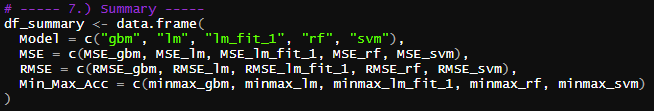 # ----- 7.) Summary -----
df_summary <- data.frame(
  Model = c("gbm", "lm", "lm_fit_1", "rf", "svm"),
  MSE = c(MSE_gbm, MSE_lm, MSE_lm_fit_1, MSE_rf, MSE_svm),
  RMSE = c(RMSE_gbm, RMSE_lm, RMSE_lm_fit_1, RMSE_rf, RMSE_svm),
  Min_Max_Acc = c(minmax_gbm, minmax_lm, minmax_lm_fit_1, minmax_rf, minmax_svm)
)